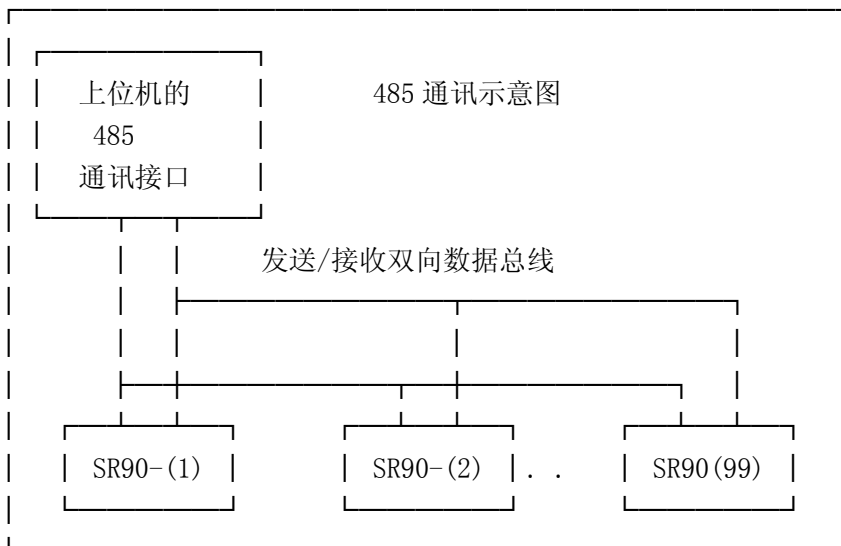 上位机的
485 通讯示意图
485
通讯接口
发送/接收双向数据总线
SR90-(1)
SR90-(2)
. .
SR90(99)